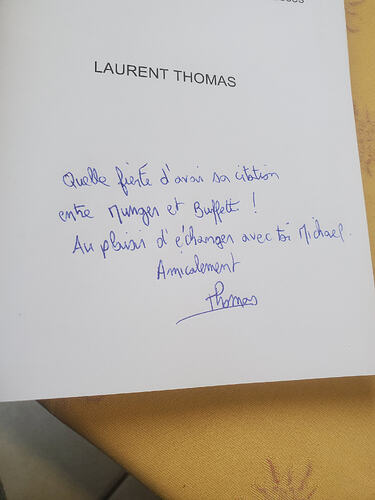 LAURENT THOMAS
Quelle fierté d'avoir sa citation
entre Munger et Buffett !
Au plaisir d'échanger avec toi Michael.
Amicalement
Thomas